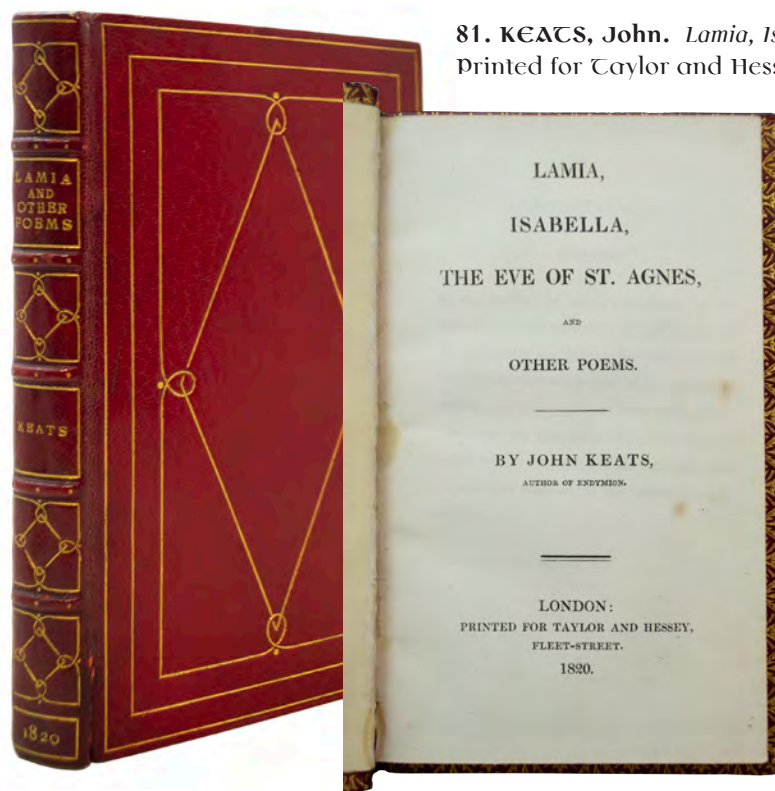 81. KEATS, John. Lamia, Is
Printed for Taylor and Hess
LAMIA
AND
OTHER
POEMS
KEATS
1820
LAMIA,
ISABELLA,
THE EVE OF ST. AGNES,
AND
OTHER POEMS.
BY JOHN KEATS,
AUTHOR OF ENDYMION.
LONDON:
PRINTED FOR TAYLOR AND HESSEY,
FLEET-STREET.
1820.